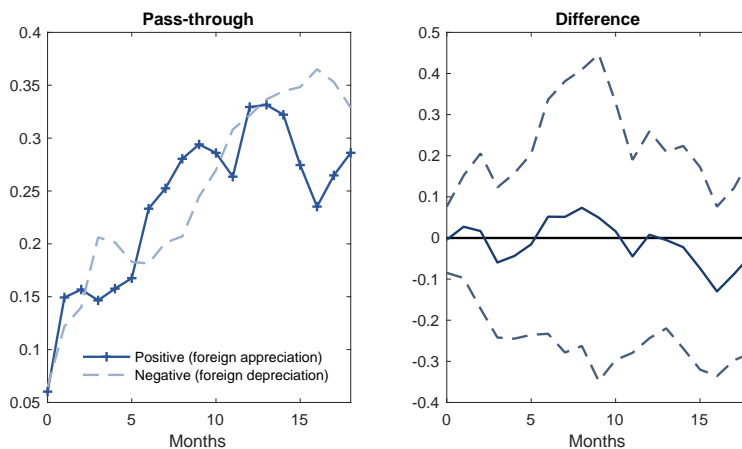 Pass-through
0.4
0.35
0.3
0.25
0.2
0.15
0.1
0.05
0 5 10 15
Months
Positive (foreign appreciation)
Negative (foreign depreciation)
Difference
0.5
0.4
0.3
0.2
0.1
0
-0.1
-0.2
-0.3
-0.4
0 5 10 15
Months